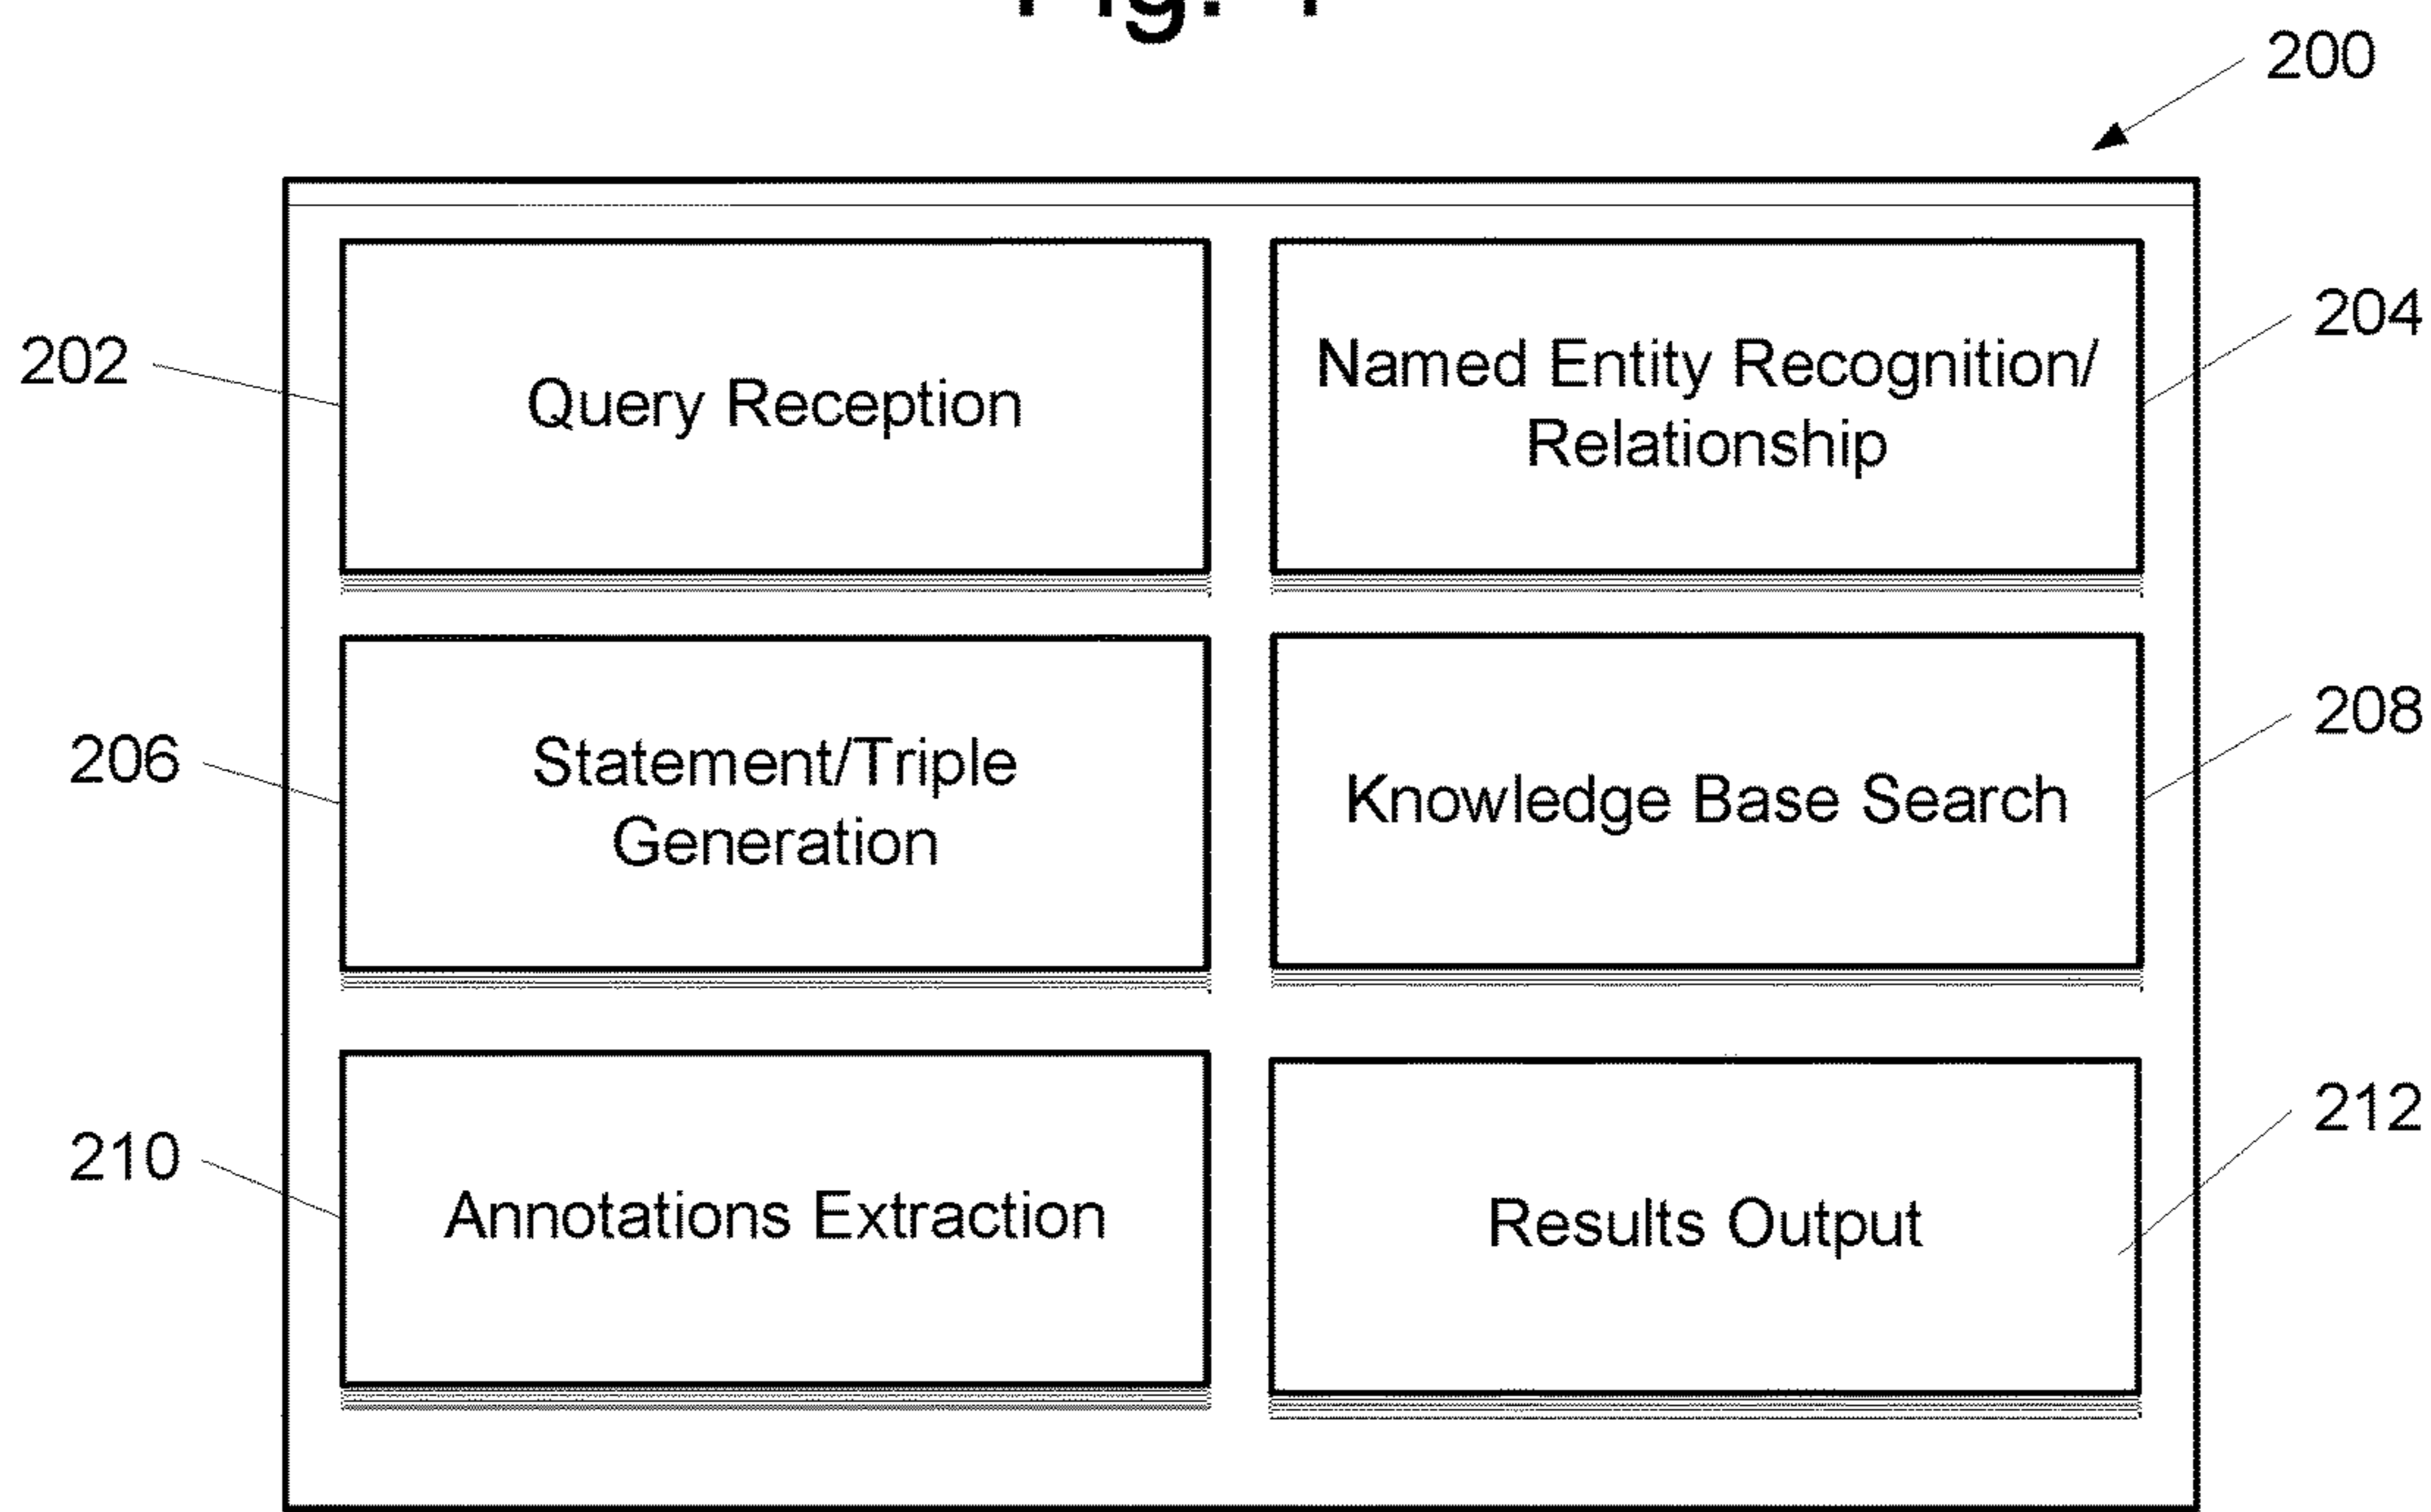 200
202
Query Reception
Named Entity Recognition/
Relationship
204
206
Statement/Triple
Generation
Knowledge Base Search
208
210
Annotations Extraction
Results Output
212